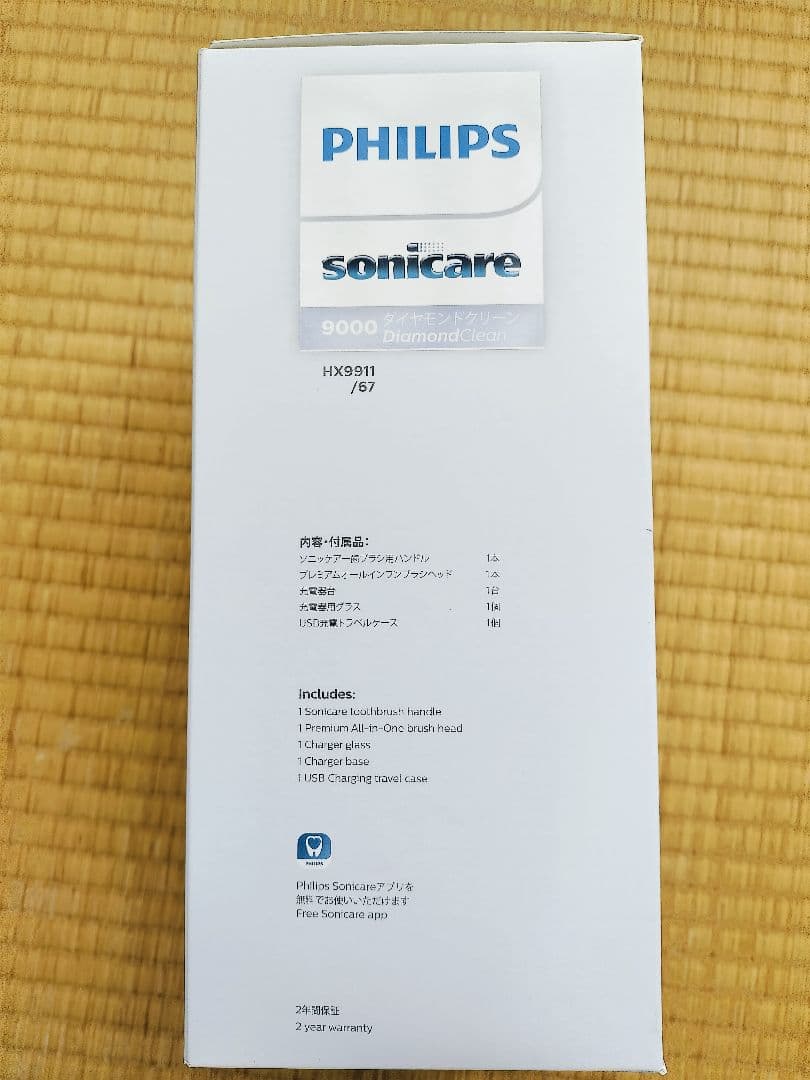 PHILIPS
sonicare
9000 ダイヤモンドクリーン
DiamondClean
HX9911
/67
内容・付属品：
ソニッケアー歯ブラシ用ハンドル 1本
プレミアムオールインワンブラシヘッド 1本
充電器台 1台
充電器用グラス 1個
USB充電トラベルケース 1個
Includes:
1 Sonicare toothbrush handle
1 Premium All-in-One brush head
1 Charger glass
1 Charger base
1 USB Charging travel case
PHILIPS
Philips Sonicareアプリを
無料でお使いいただけます
Free Sonicare app
2年間保証
2 year warranty